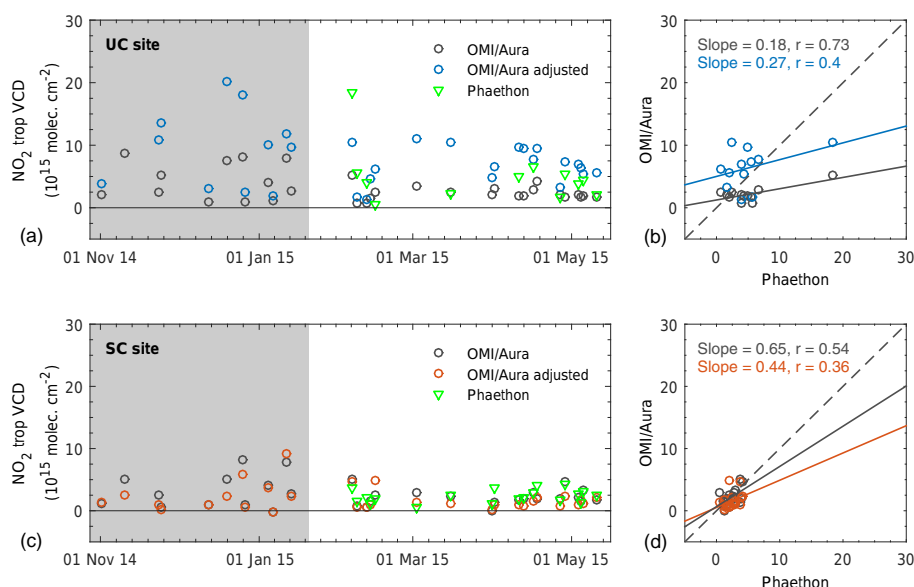 30
20
10
0
NO2 trop VCD
(10^15 molec. cm-2)
UC site
OMI/Aura
OMI/Aura adjusted
Phaethon
(a)
01 Nov 14
01 Jan 15
01 Mar 15
01 May 15
30
20
10
0
OMI/Aura
Slope = 0.18, r = 0.73
Slope = 0.27, r = 0.4
(b)
0
10
20
30
Phaethon
30
20
10
0
NO2 trop VCD
(10^15 molec. cm-2)
SC site
OMI/Aura
OMI/Aura adjusted
Phaethon
(c)
01 Nov 14
01 Jan 15
01 Mar 15
01 May 15
30
20
10
0
OMI/Aura
Slope = 0.65, r = 0.54
Slope = 0.44, r = 0.36
(d)
0
10
20
30
Phaethon